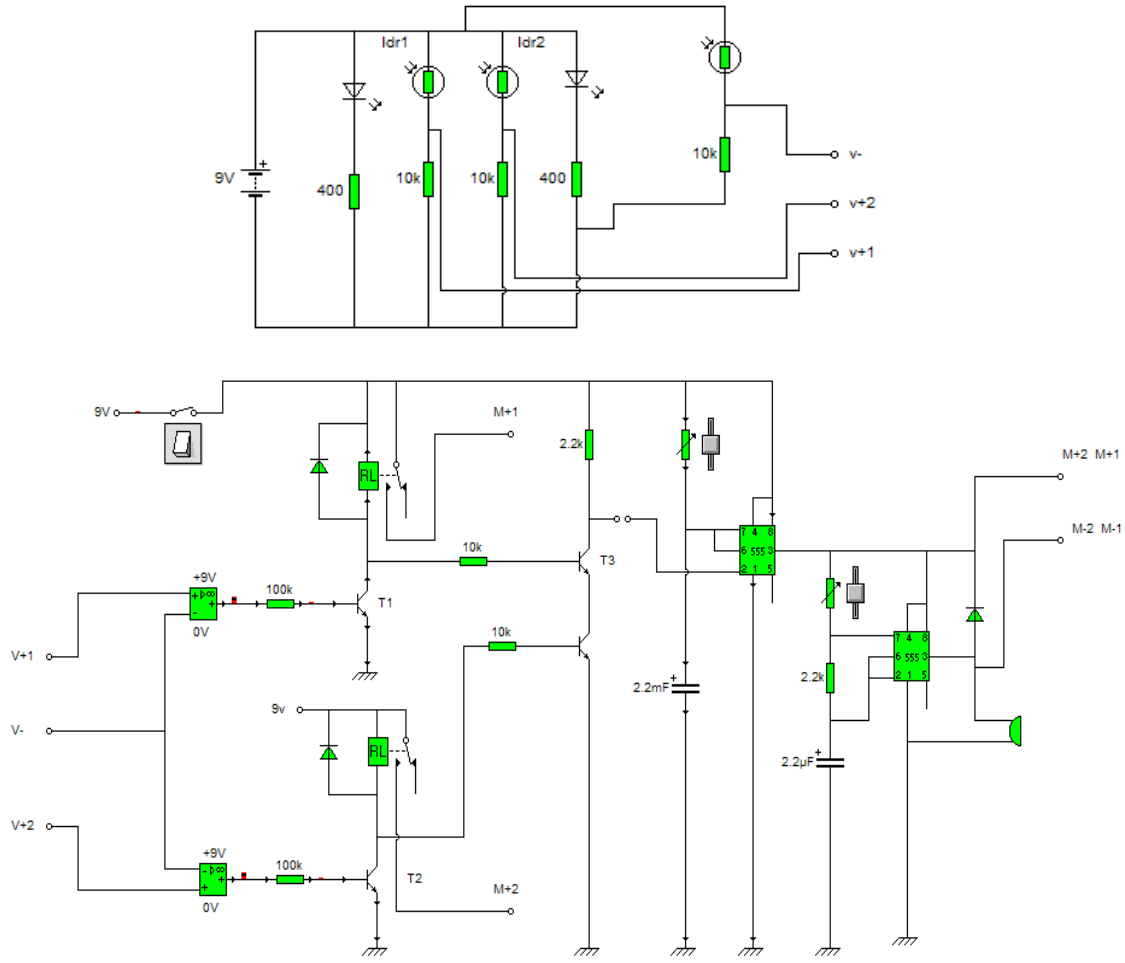 ldr1
ldr2
9V
+
400
10k
10k
400
10k
v-
v+2
v+1
9V
M+1
2.2k
RL
M+2 M+1
M-2 M-1
7 4 8
6 555 3
2 1 5
10k
T3
+9V
100k
T1
0V
V+1
7 4 8
6 555 3
2 1 5
10k
2.2k
+
2.2mF
9v
V-
RL
+
2.2µF
V+2
+9V
100k
T2
0V
M+2